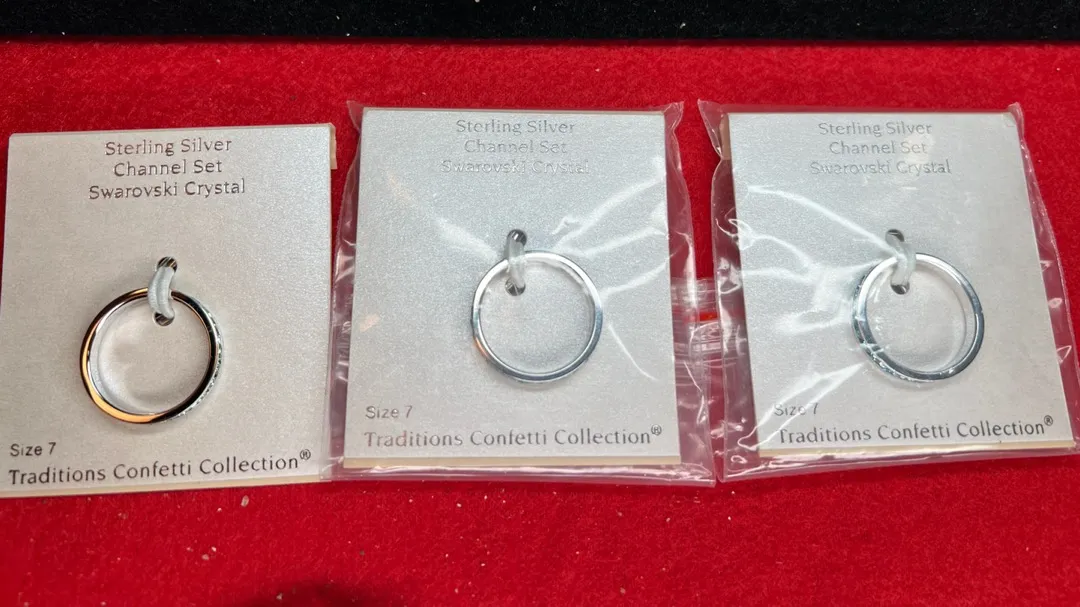 Sterling Silver
Channel Set
Swarovski Crystal
Size 7
Traditions Confetti Collection®
Sterling Silver
Channel Set
Swarovski Crystal
Size 7
Traditions Confetti Collection®
Sterling Silver
Channel Set
Swarovski Crystal
Size 7
Traditions Confetti Collection®